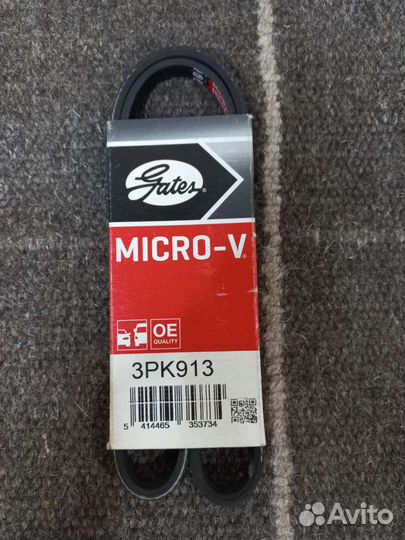 Gates®
MICRO-V®
OE
QUALITY
3PK913
5 414465 353734
Avito